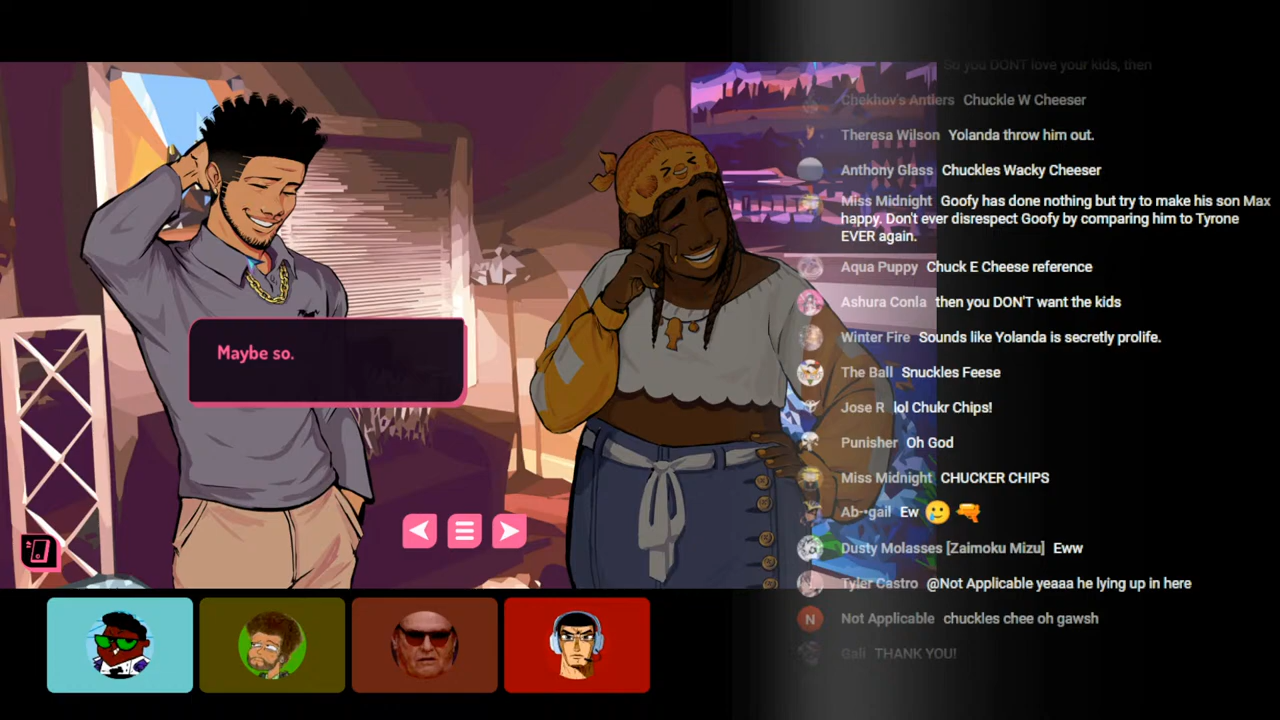 So you DONT love your kids, then
Chekhov's Antlers Chuckle W Cheeser
Theresa Wilson Yolanda throw him out.
Anthony Glass Chuckles Wacky Cheeser
Miss Midnight Goofy has done nothing but try to make his son Max
happy. Don't ever disrespect Goofy by comparing him to Tyrone
EVER again.
Aqua Puppy Chuck E Cheese reference
Ashura Conla then you DON'T want the kids
Winter Fire Sounds like Yolanda is secretly prolife.
Maybe so.
The Ball Snuckles Feese
Jose R lol Chukr Chips!
Punisher Oh God
Miss Midnight CHUCKER CHIPS
Ab-•gail Ew 🥲 🔫
Dusty Molasses [Zaimoku Mizu] Eww
Tyler Castro @Not Applicable yeaaa he lying up in here
N Not Applicable chuckles chee oh gawsh
Gali THANK YOU!